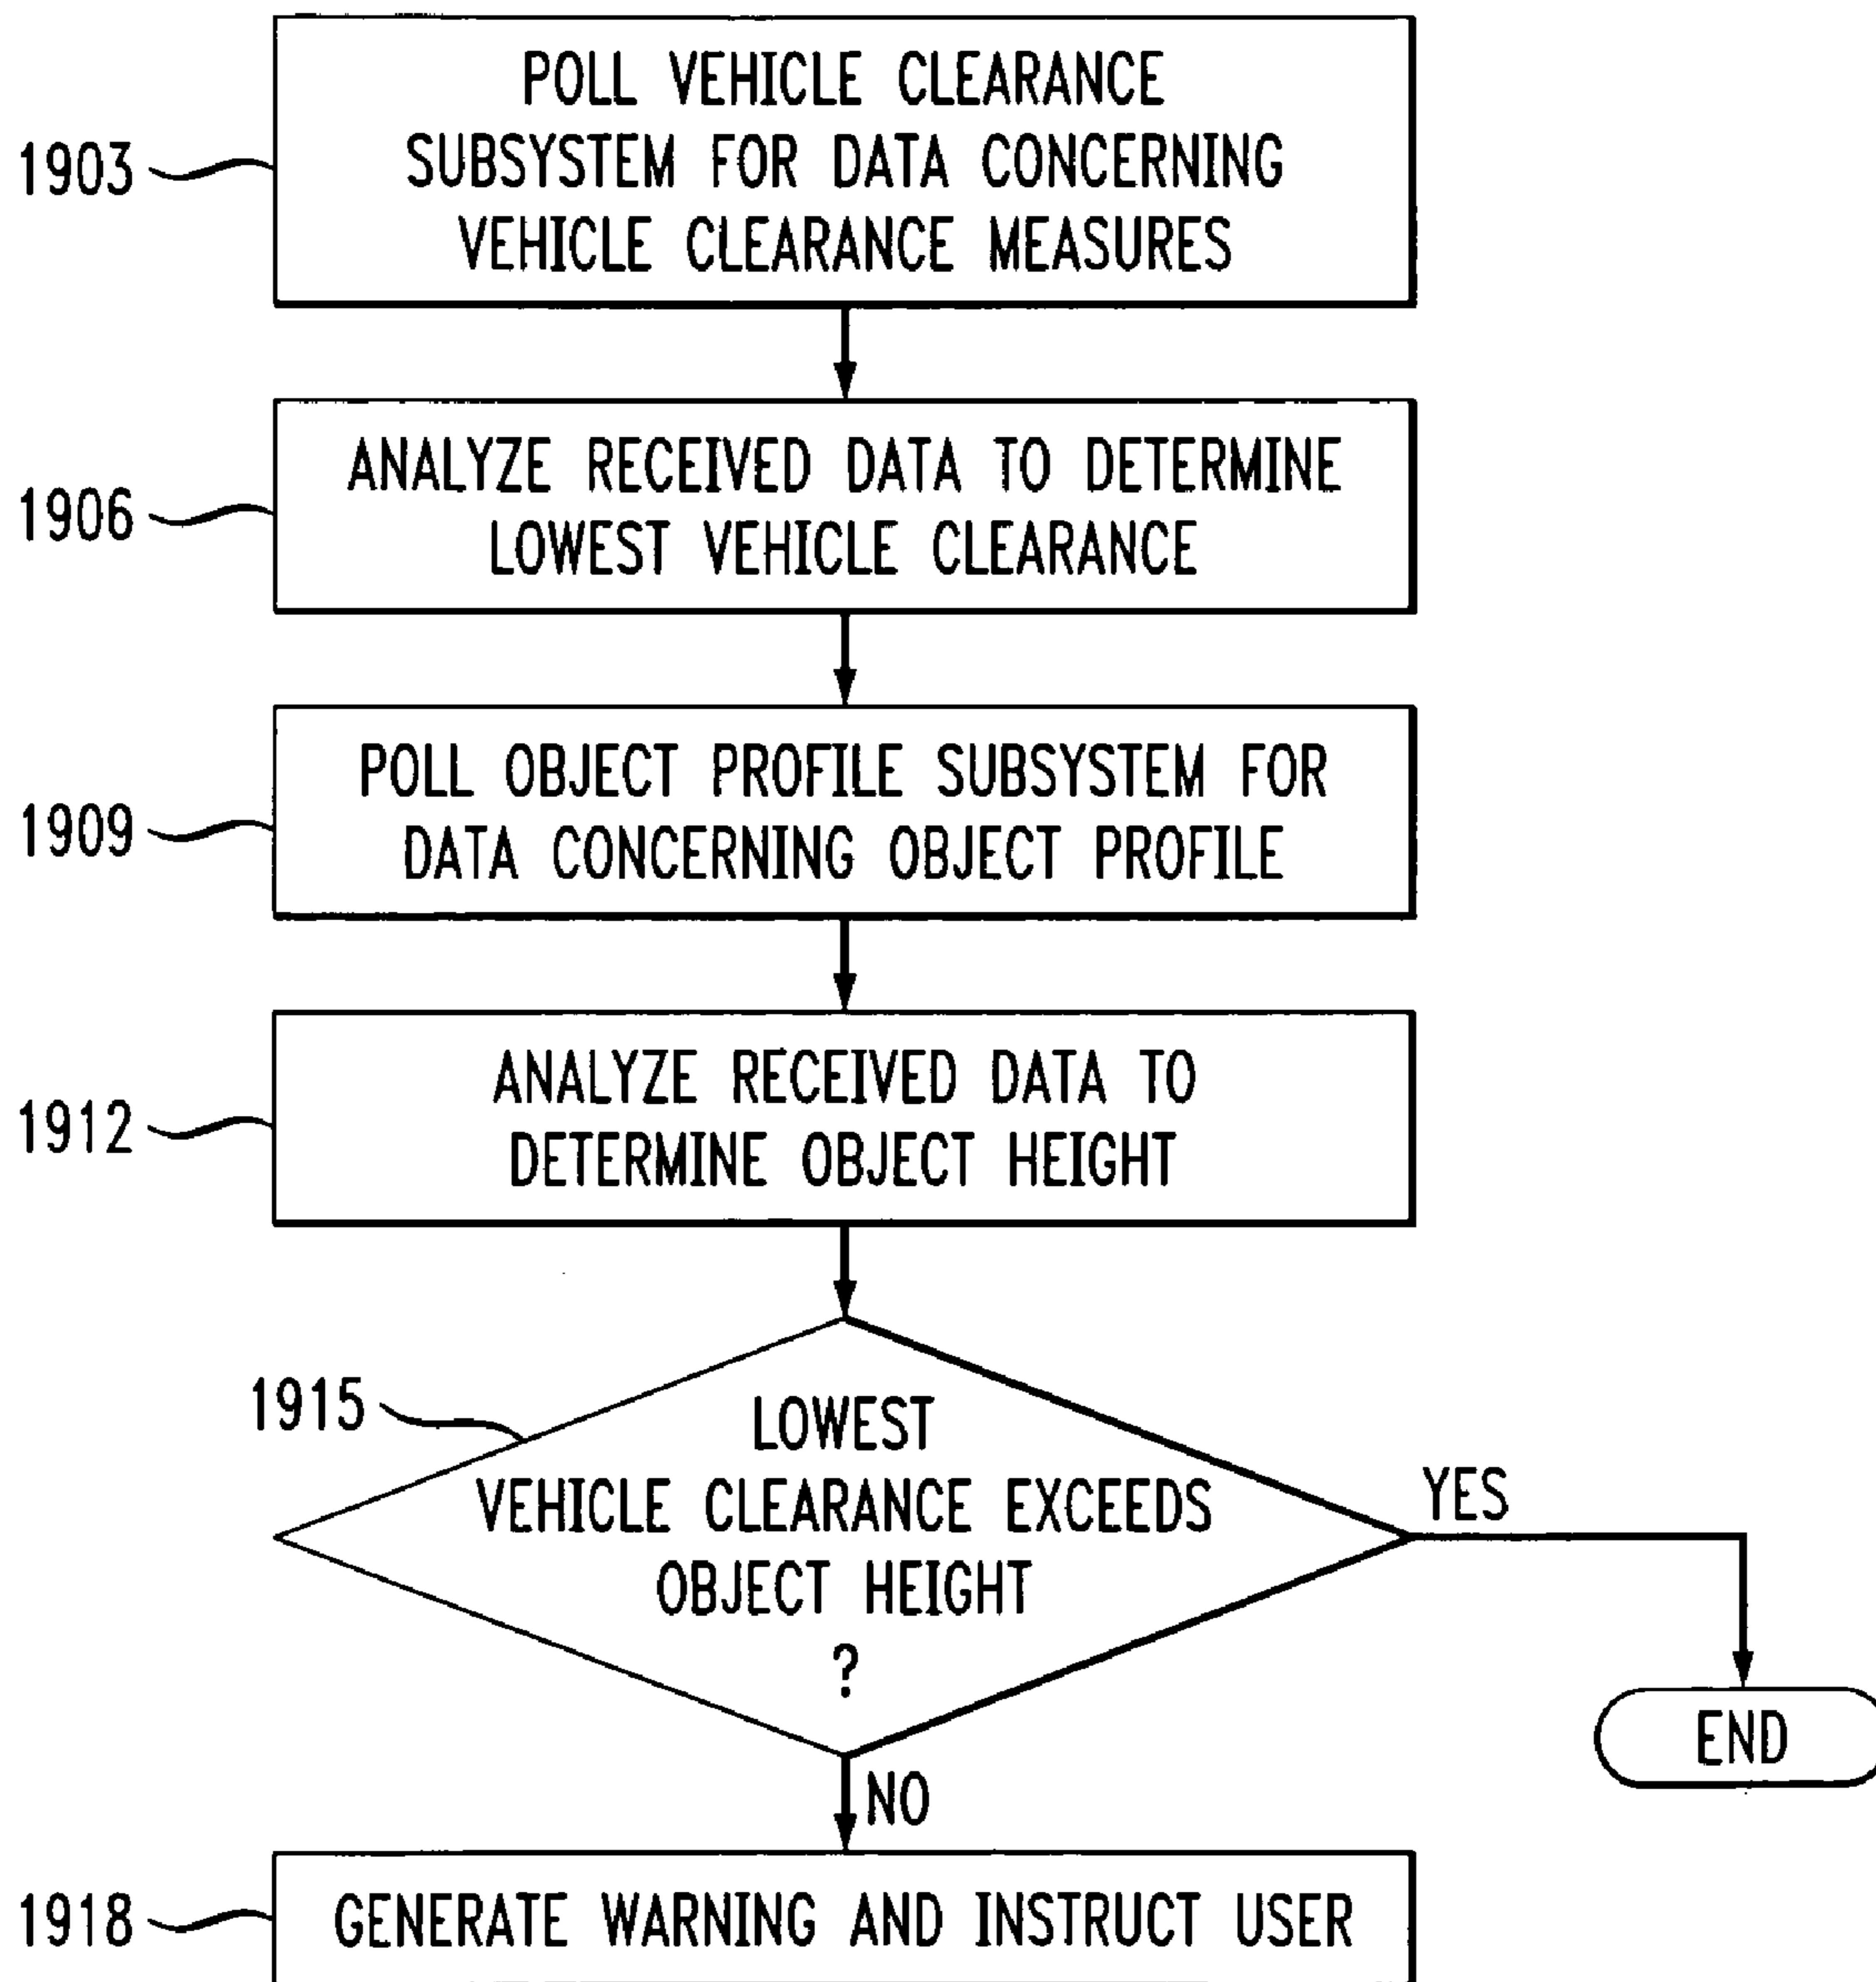 POLL VEHICLE CLEARANCE
SUBSYSTEM FOR DATA CONCERNING
VEHICLE CLEARANCE MEASURES
1903
ANALYZE RECEIVED DATA TO DETERMINE
LOWEST VEHICLE CLEARANCE
1906
POLL OBJECT PROFILE SUBSYSTEM FOR
DATA CONCERNING OBJECT PROFILE
1909
ANALYZE RECEIVED DATA TO
DETERMINE OBJECT HEIGHT
1912
1915
LOWEST
VEHICLE CLEARANCE EXCEEDS
OBJECT HEIGHT
?
YES
END
NO
1918
GENERATE WARNING AND INSTRUCT USER